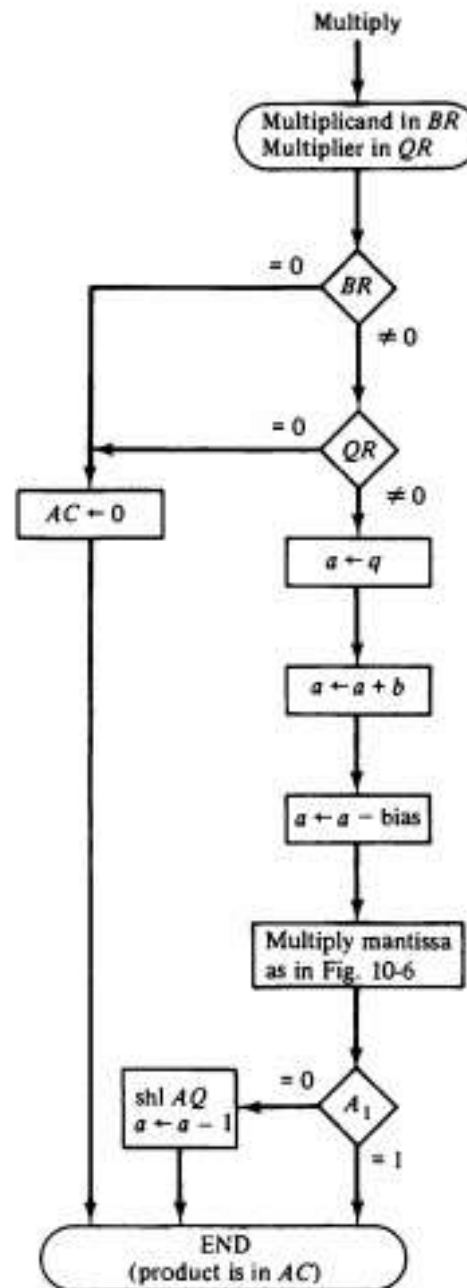 Multiply
Multiplicand in BR
Multiplier in QR
= 0
BR
≠ 0
= 0
QR
≠ 0
AC ← 0
a ← q
a ← a + b
a ← a − bias
Multiply mantissa
as in Fig. 10-6
= 0
A₁
shl AQ
a ← a − 1
= 1
END
(product is in AC)